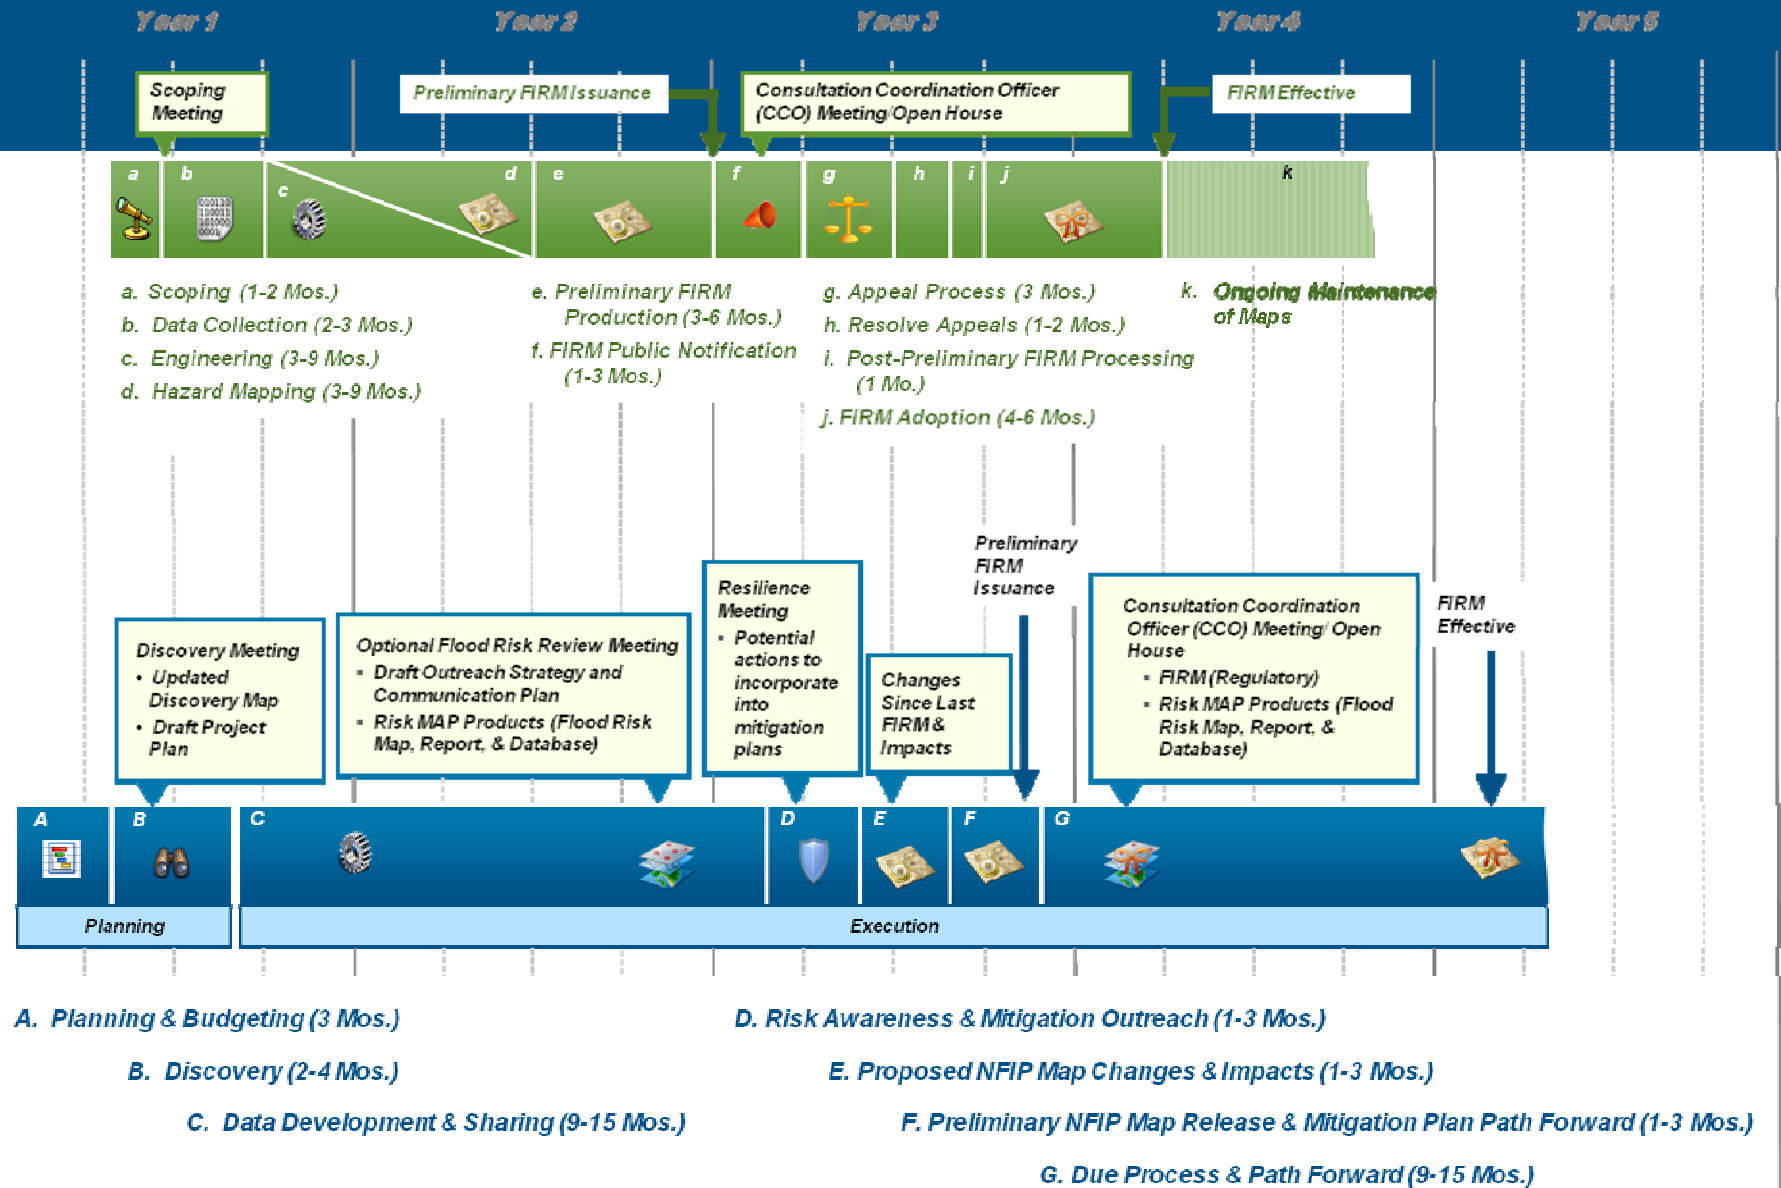 Year 1
Year 2
Year 3
Year 4
Year 5
Scoping
Meeting
Preliminary FIRM Issuance
Consultation Coordination Officer
(CCO) Meeting/Open House
FIRM Effective
a
b
c
d
e
f
g
h
i
j
k
a. Scoping (1-2 Mos.)
b. Data Collection (2-3 Mos.)
c. Engineering (3-9 Mos.)
d. Hazard Mapping (3-9 Mos.)
e. Preliminary FIRM
Production (3-6 Mos.)
f. FIRM Public Notification
(1-3 Mos.)
g. Appeal Process (3 Mos.)
h. Resolve Appeals (1-2 Mos.)
i. Post-Preliminary FIRM Processing
(1 Mo.)
j. FIRM Adoption (4-6 Mos.)
k. Ongoing Maintenance
of Maps
Discovery Meeting
• Updated
Discovery Map
• Draft Project
Plan
Optional Flood Risk Review Meeting
▪ Draft Outreach Strategy and
Communication Plan
▪ Risk MAP Products (Flood Risk
Map, Report, & Database)
Resilience
Meeting
▪ Potential
actions to
incorporate
into
mitigation
plans
Changes
Since Last
FIRM &
Impacts
Preliminary
FIRM
Issuance
Consultation Coordination
Officer (CCO) Meeting/ Open
House
▪ FIRM (Regulatory)
▪ Risk MAP Products (Flood
Risk Map, Report, &
Database)
FIRM
Effective
A
B
C
D
E
F
G
Planning
Execution
A. Planning & Budgeting (3 Mos.)
B. Discovery (2-4 Mos.)
C. Data Development & Sharing (9-15 Mos.)
D. Risk Awareness & Mitigation Outreach (1-3 Mos.)
E. Proposed NFIP Map Changes & Impacts (1-3 Mos.)
F. Preliminary NFIP Map Release & Mitigation Plan Path Forward (1-3 Mos.)
G. Due Process & Path Forward (9-15 Mos.)